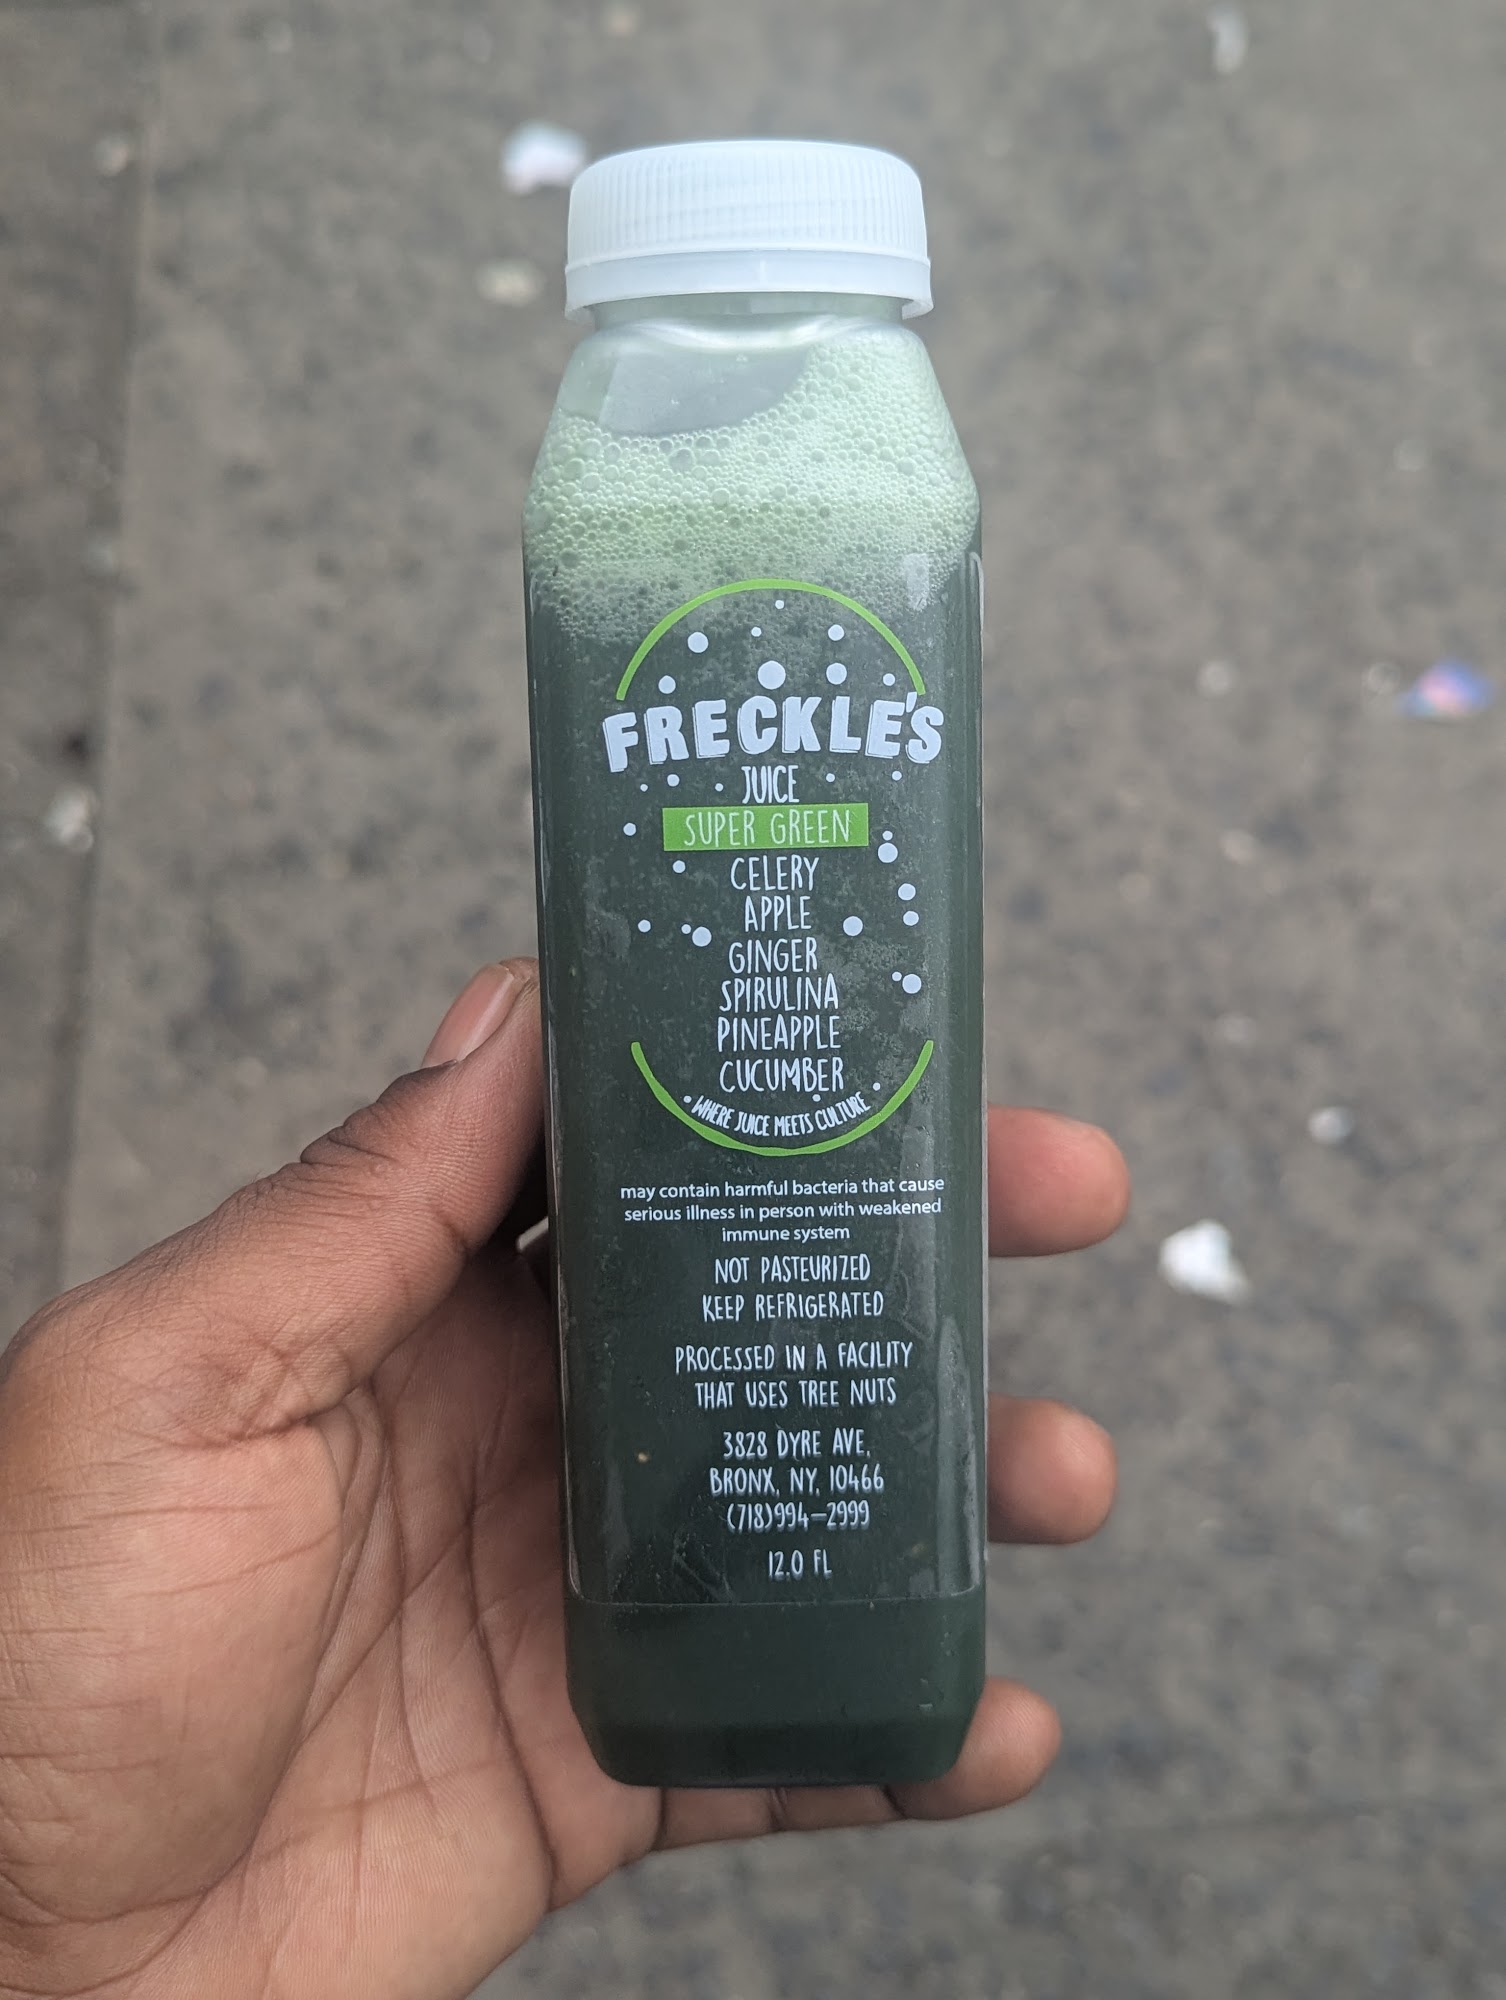 FRECKLE'S
JUICE
SUPER GREEN
CELERY
APPLE
GINGER
SPIRULINA
PINEAPPLE
CUCUMBER
WHERE JUICE MEETS CULTURE
may contain harmful bacteria that cause
serious illness in person with weakened
immune system
NOT PASTEURIZED
KEEP REFRIGERATED
PROCESSED IN A FACILITY
THAT USES TREE NUTS
3828 DYRE AVE,
BRONX, NY, 10466
(718)994-2999
12.0 FL